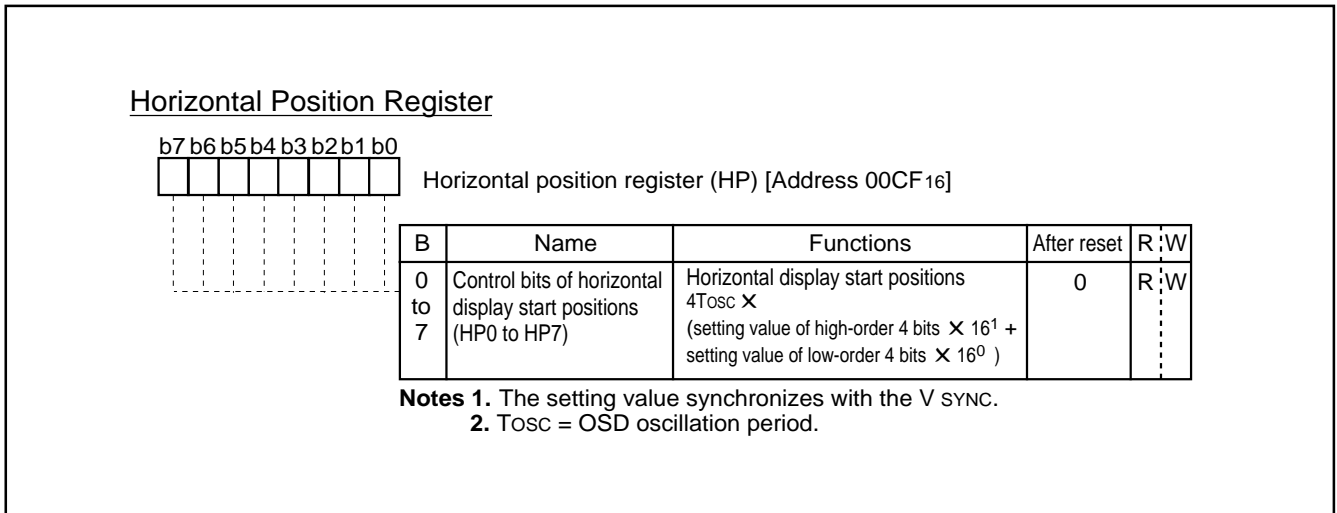 Horizontal Position Register
b7 b6 b5 b4 b3 b2 b1 b0
Horizontal position register (HP) [Address 00CF16]
B Name Functions After reset R W
0 to 7 Control bits of horizontal display start positions (HP0 to HP7) Horizontal display start positions 0 R W
4TOSC ×
(setting value of high-order 4 bits × 16¹ +
setting value of low-order 4 bits × 16⁰ )
Notes 1. The setting value synchronizes with the V SYNC.
2. TOSC = OSD oscillation period.